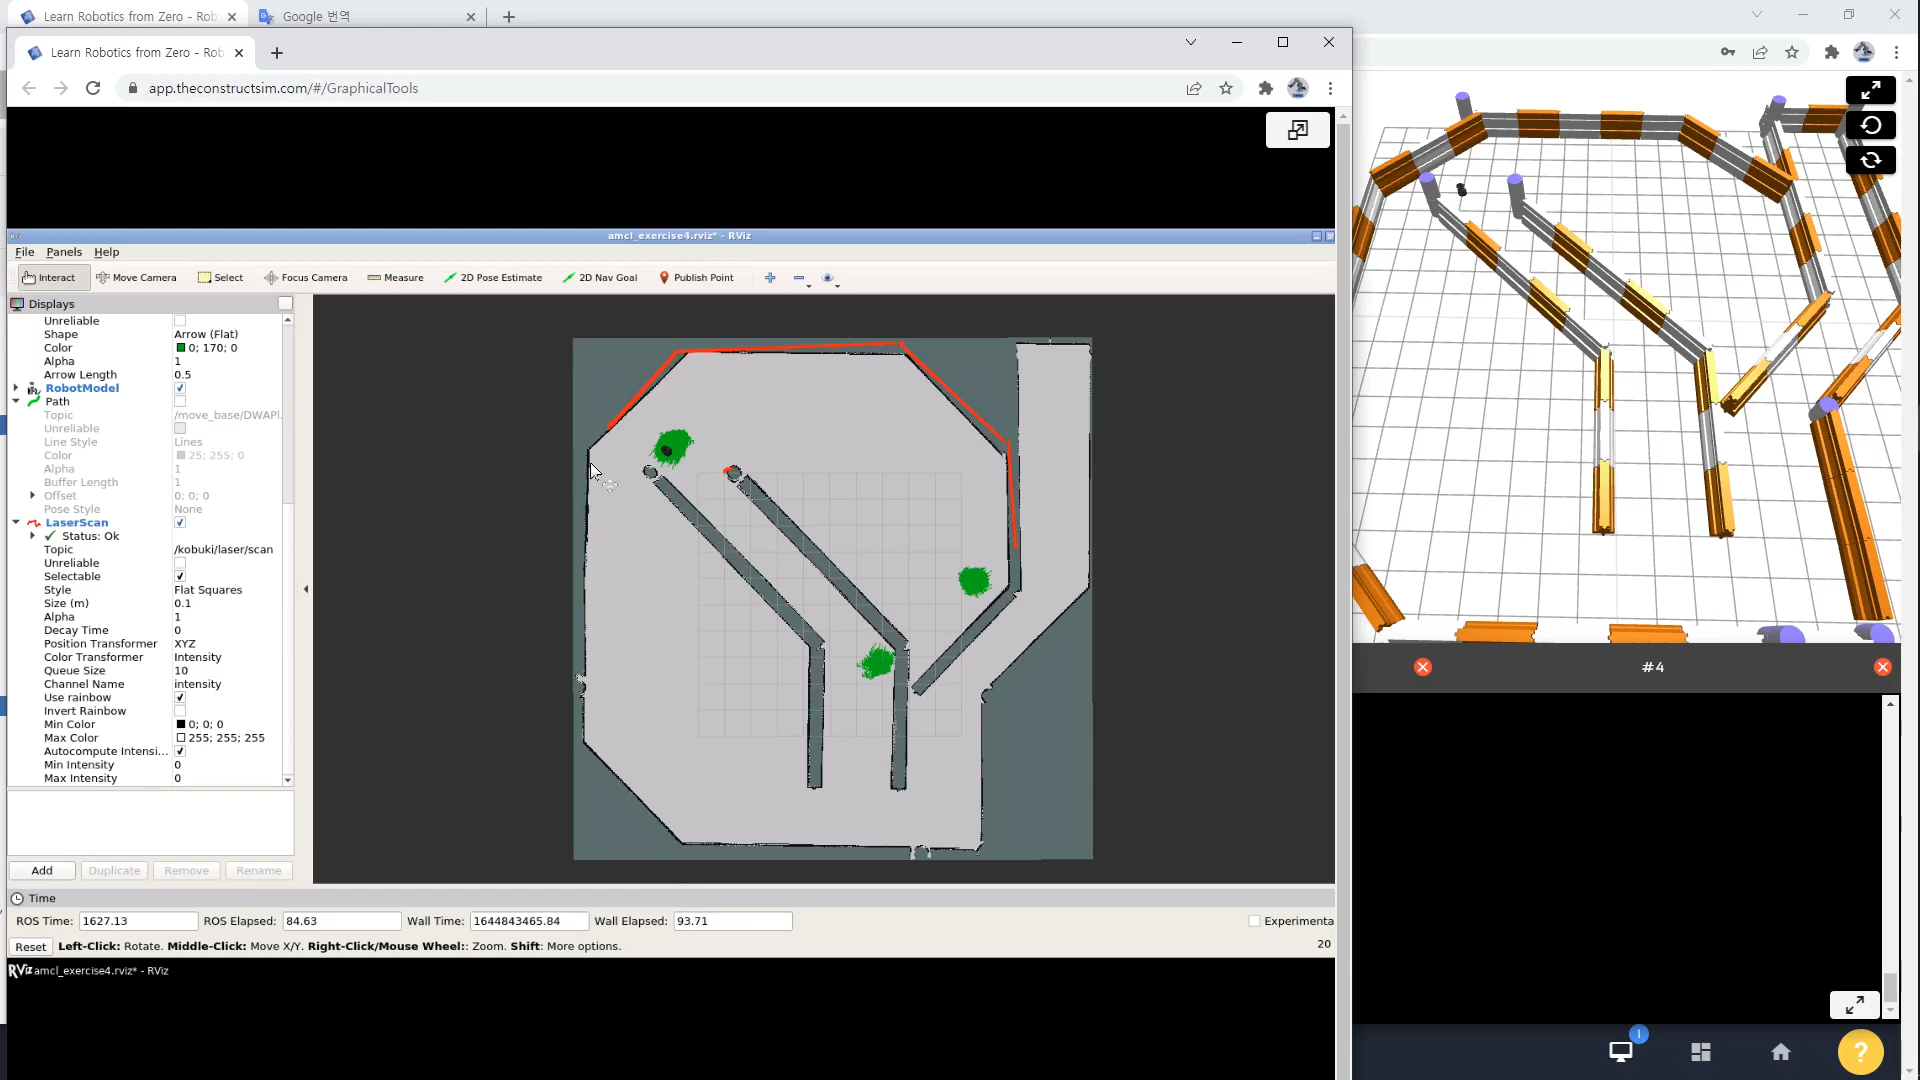 Learn Robotics from Zero - Rob
Google 번역
Learn Robotics from Zero - Rob
app.theconstructsim.com/#/GraphicalTools
amcl_exercise4.rviz* - RViz
File Panels Help
Interact Move Camera Select Focus Camera Measure 2D Pose Estimate 2D Nav Goal Publish Point
Displays
Unreliable
Shape Arrow (Flat)
Color 0; 170; 0
Alpha 1
Arrow Length 0.5
RobotModel
Path
Topic /move_base/DWAPl.
Unreliable
Line Style Lines
Color 25; 255; 0
Alpha 1
Buffer Length 1
Offset 0; 0; 0
Pose Style None
LaserScan
Status: Ok
Topic /kobuki/laser/scan
Unreliable
Selectable
Style Flat Squares
Size (m) 0.1
Alpha 1
Decay Time 0
Position Transformer XYZ
Color Transformer Intensity
Queue Size 10
Channel Name intensity
Use rainbow
Invert Rainbow
Min Color 0; 0; 0
Max Color 255; 255; 255
Autocompute Intensi...
Min Intensity 0
Max Intensity 0
Add Duplicate Remove Rename
Time
ROS Time: 1627.13 ROS Elapsed: 84.63 Wall Time: 1644843465.84 Wall Elapsed: 93.71 Experimenta
Reset Left-Click: Rotate. Middle-Click: Move X/Y. Right-Click/Mouse Wheel:: Zoom. Shift: More options. 20
RViz amcl_exercise4.rviz* - RViz
#4
1
?